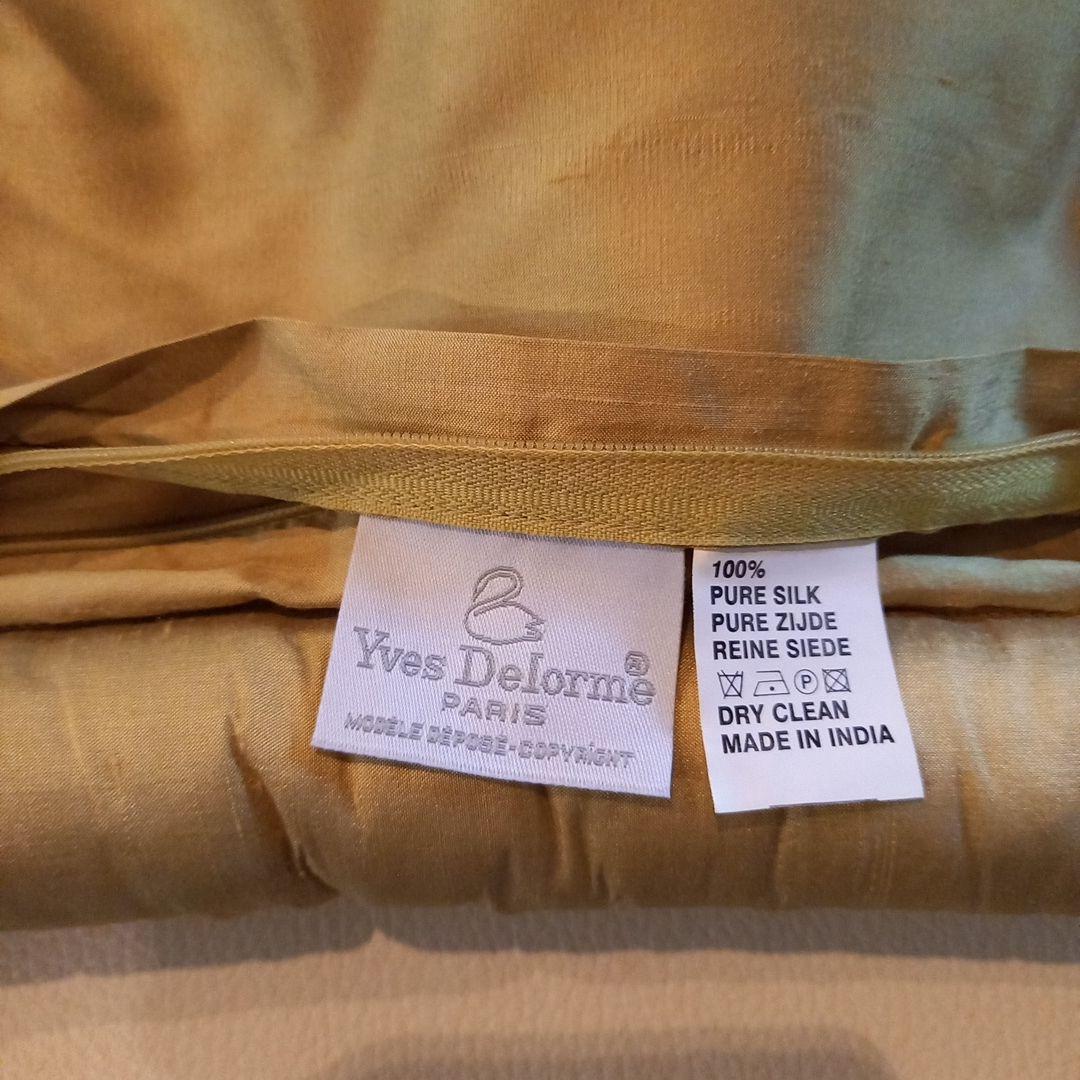 Yves Delorme®
PARIS
MODÈLE DÉPOSÉ-COPYRIGHT
100%
PURE SILK
PURE ZIJDE
REINE SIEDE
P
DRY CLEAN
MADE IN INDIA